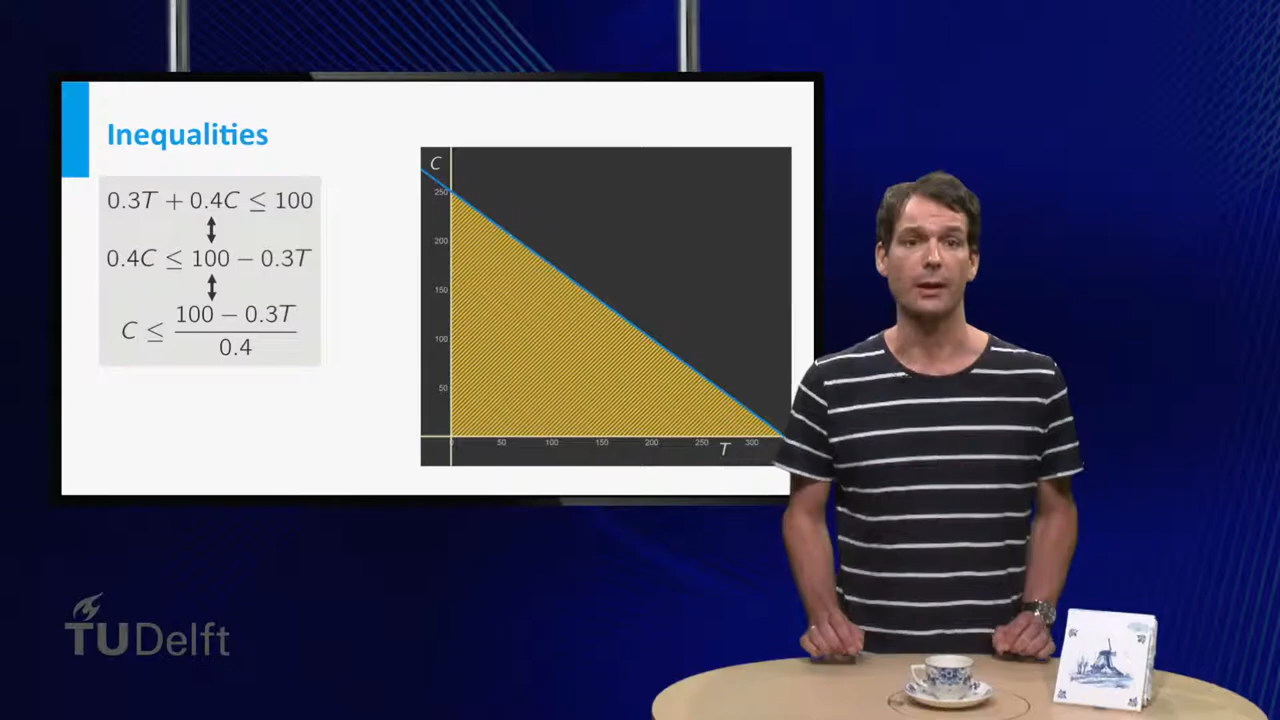 Inequalities
0.3T + 0.4C ≤ 100
0.4C ≤ 100 − 0.3T
C ≤ (100 − 0.3T)/0.4
C
250
200
150
100
50
0 50 100 150 200 250 300
T
TUDelft